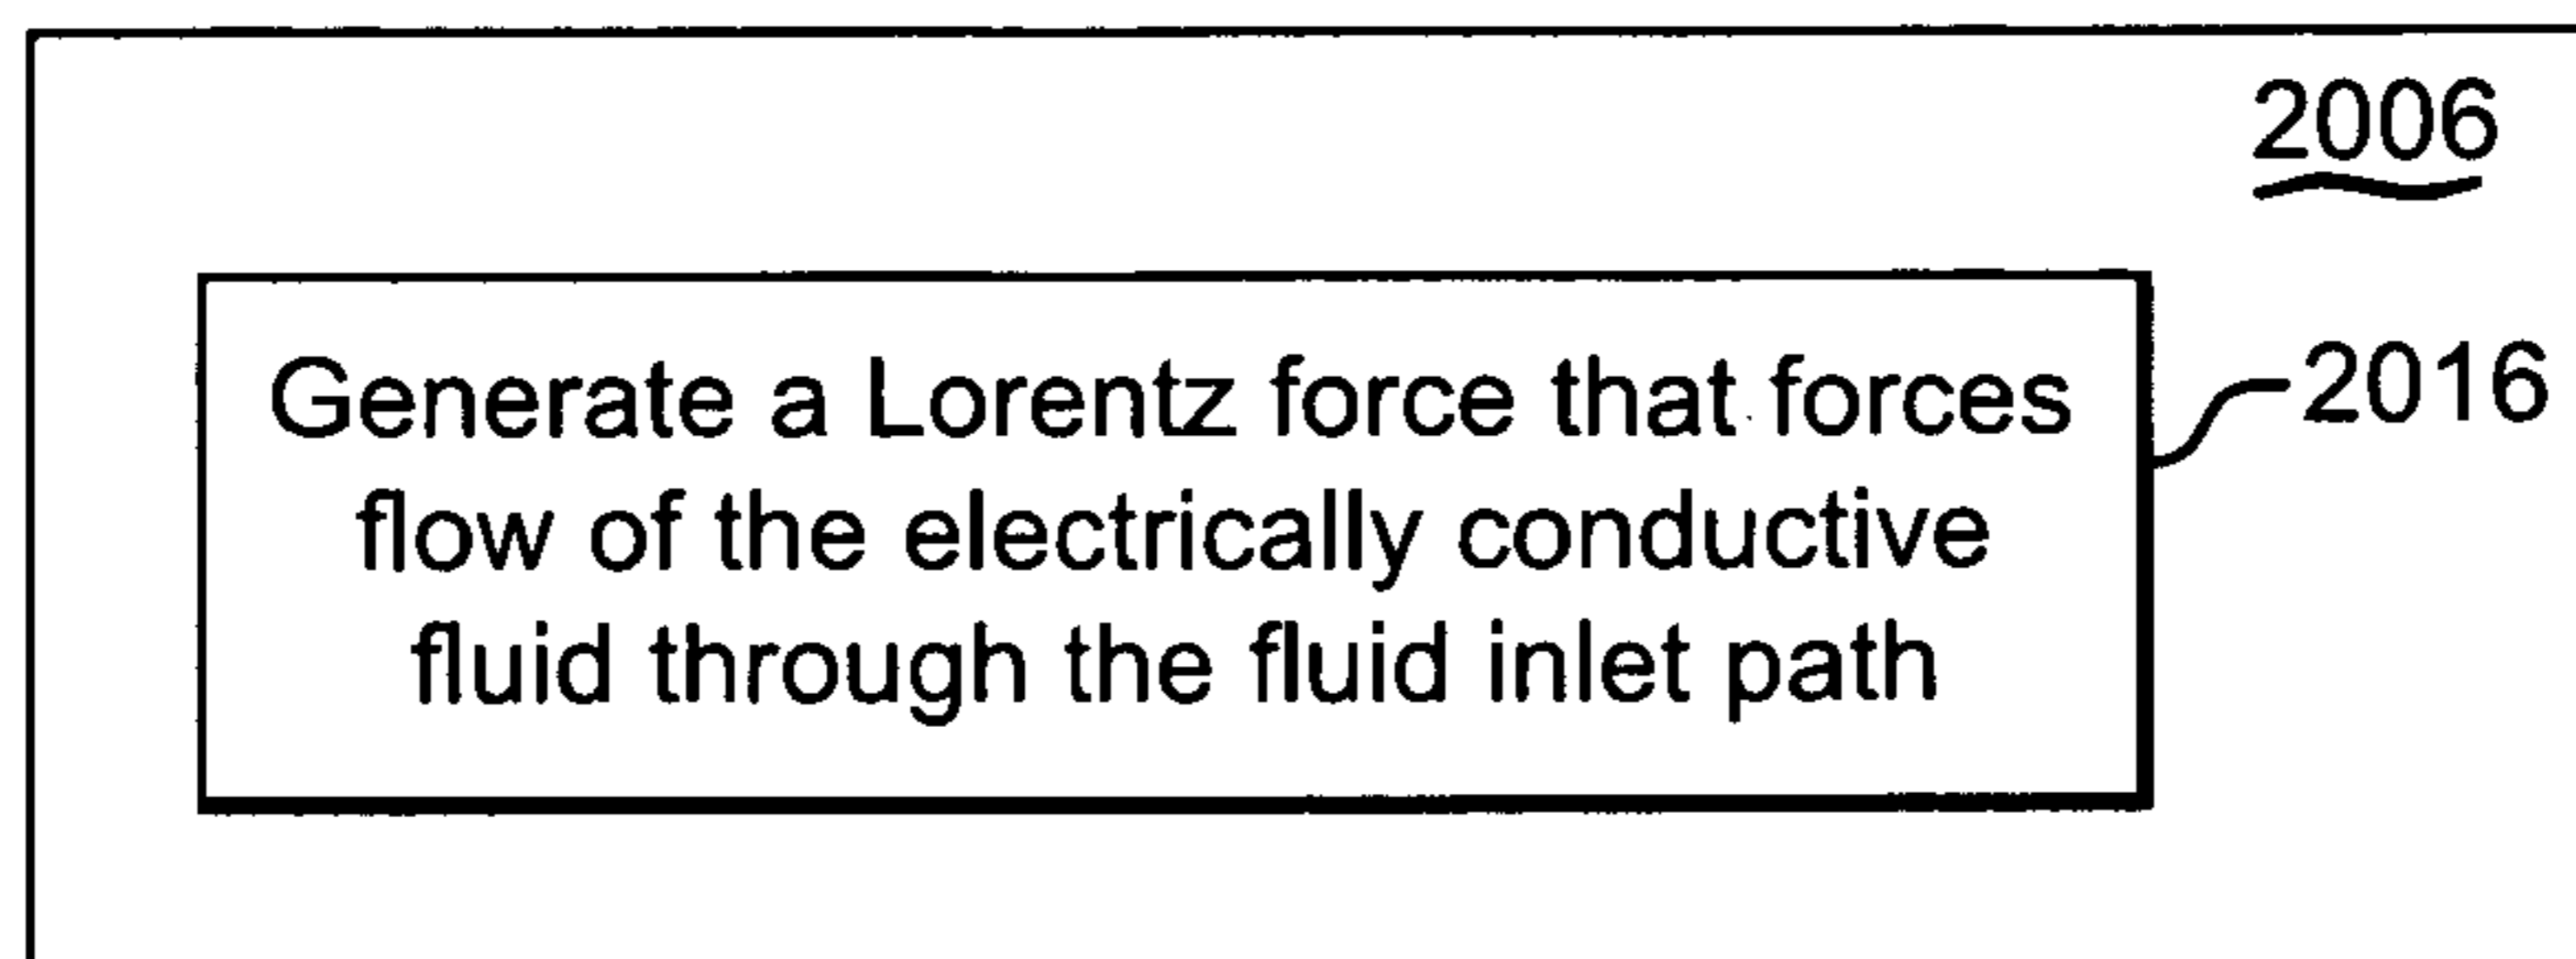 2006
Generate a Lorentz force that forces
2016
flow of the electrically conductive
fluid through the fluid inlet path